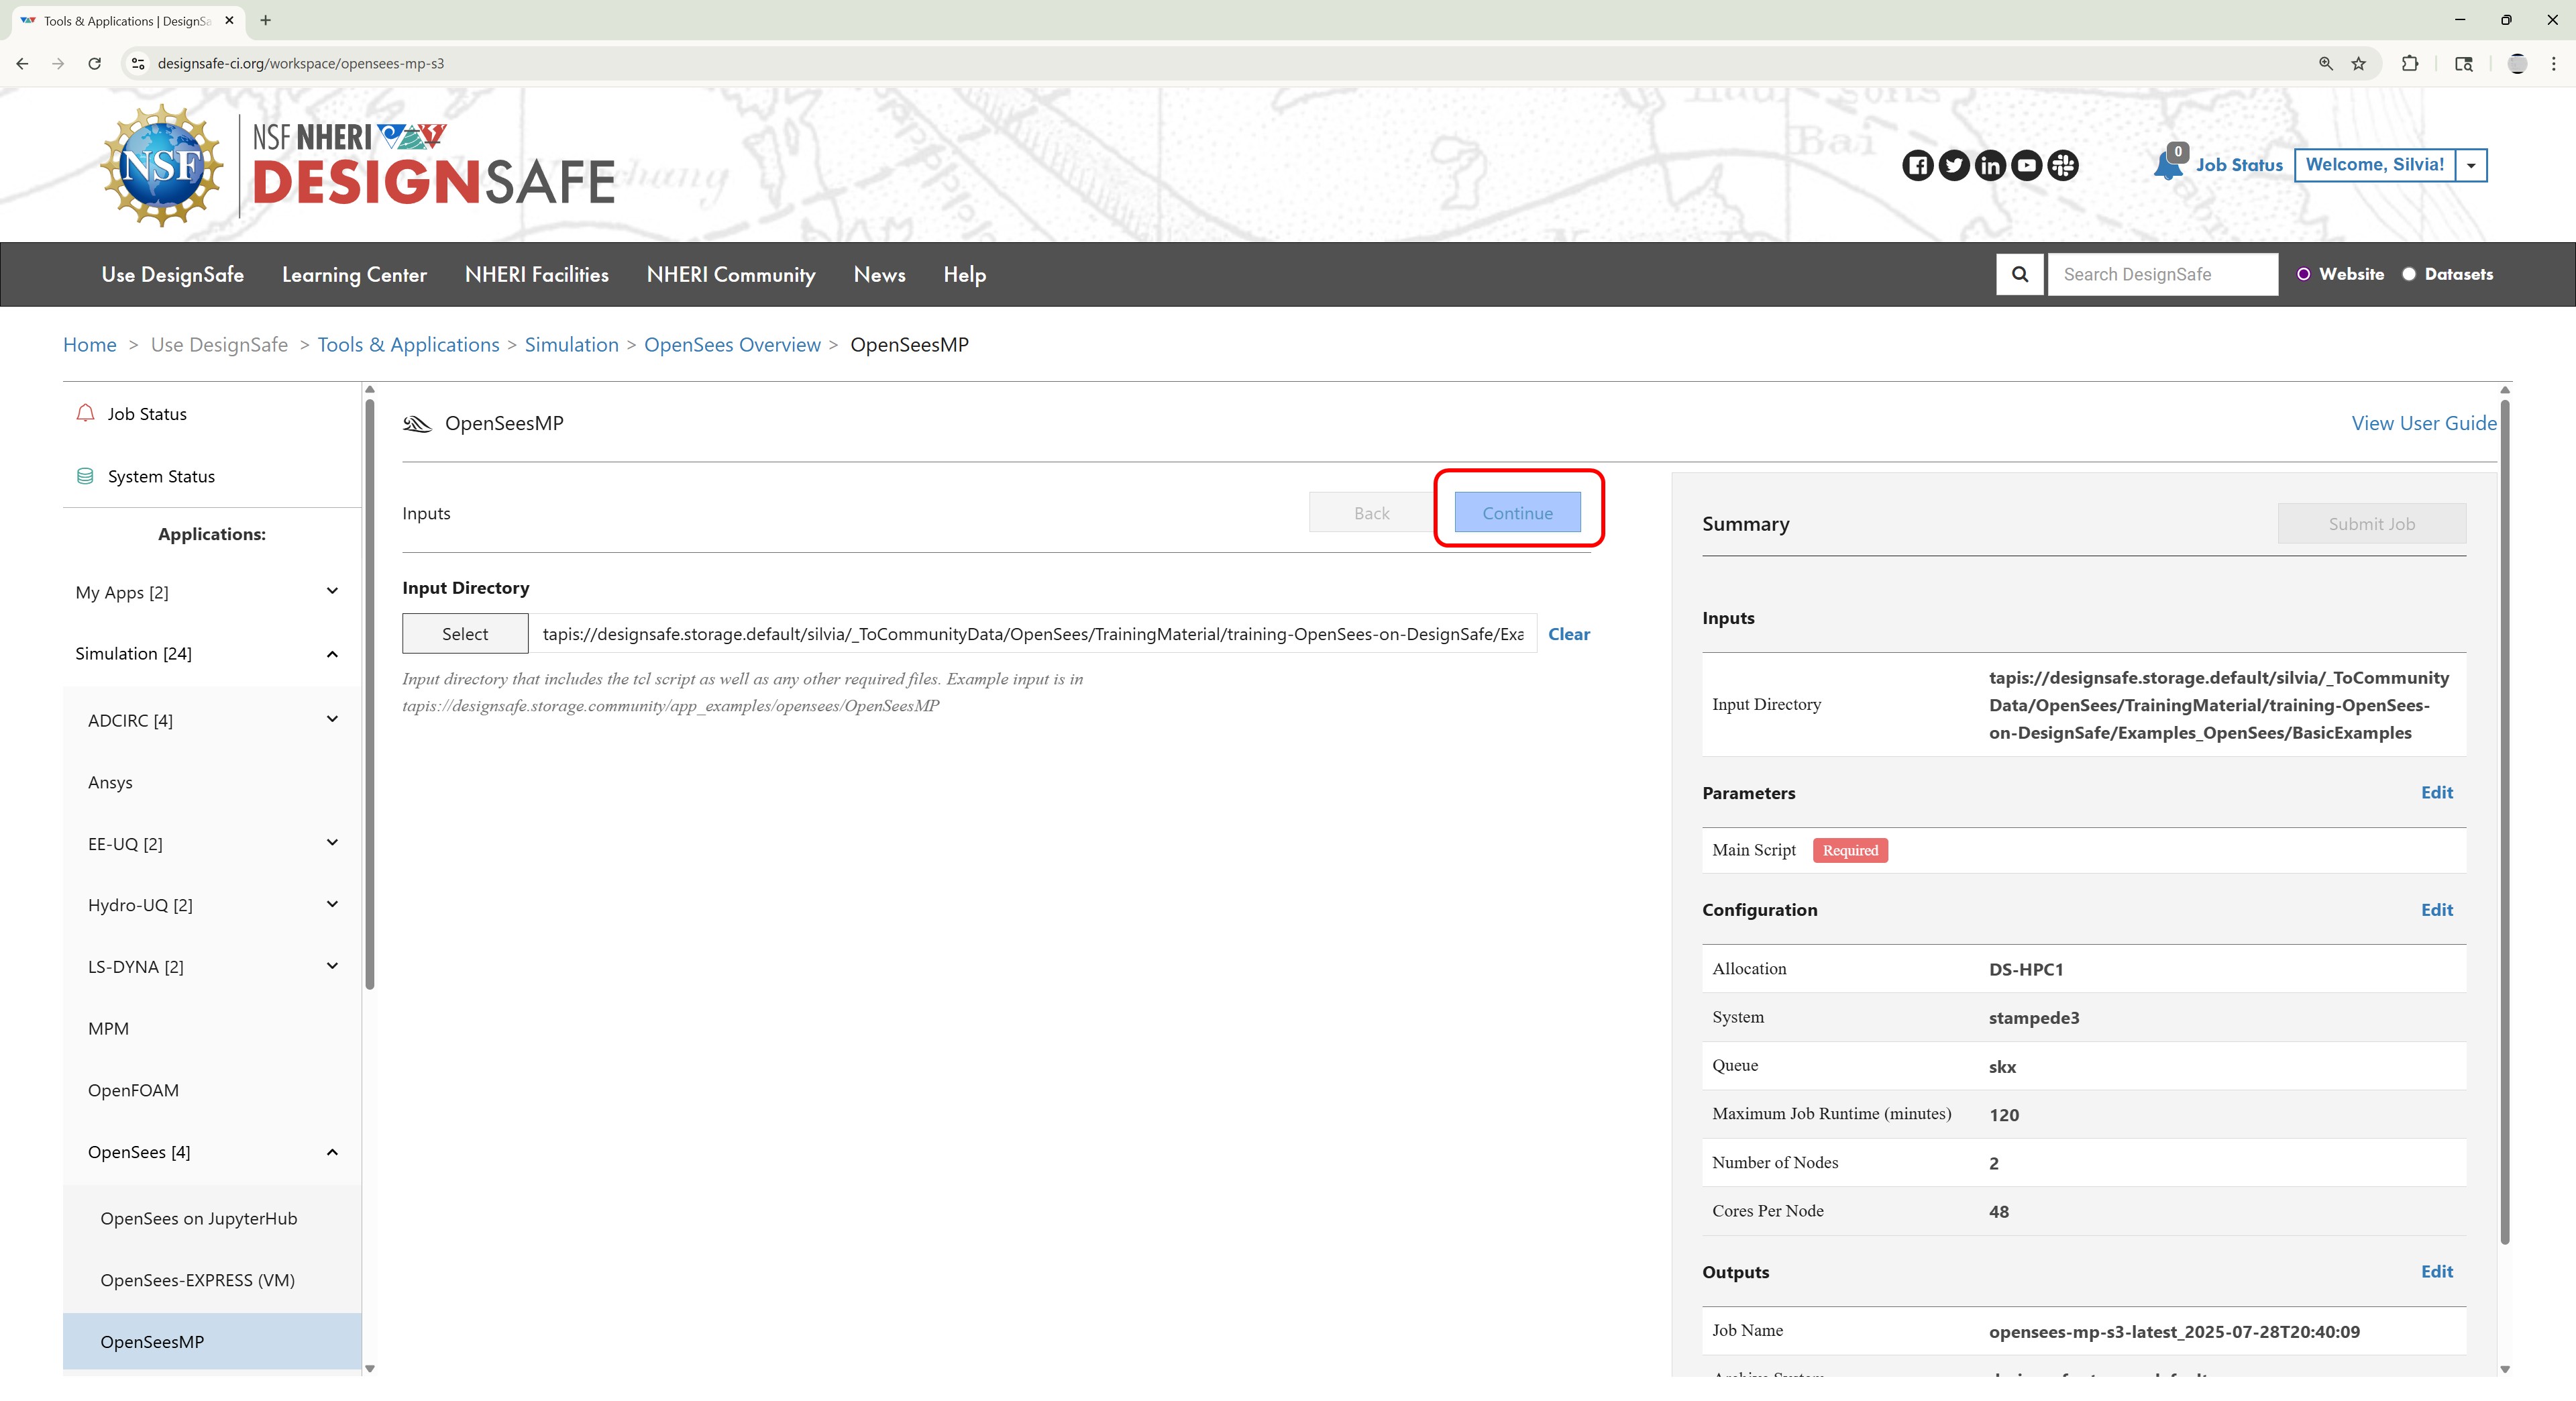 Tools & Applications | DesignSa
designsafe-ci.org/workspace/opensees-mp-s3
NSF
NSF NHERI
DESIGNSAFE
0
Job Status
Welcome, Silvia!
Use DesignSafe
Learning Center
NHERI Facilities
NHERI Community
News
Help
Search DesignSafe
Website
Datasets
Home > Use DesignSafe > Tools & Applications > Simulation > OpenSees Overview > OpenSeesMP
Job Status
System Status
Applications:
My Apps [2]
Simulation [24]
ADCIRC [4]
Ansys
EE-UQ [2]
Hydro-UQ [2]
LS-DYNA [2]
MPM
OpenFOAM
OpenSees [4]
OpenSees on JupyterHub
OpenSees-EXPRESS (VM)
OpenSeesMP
OpenSeesMP
View User Guide
Inputs
Back
Continue
Input Directory
Select
tapis://designsafe.storage.default/silvia/_ToCommunityData/OpenSees/TrainingMaterial/training-OpenSees-on-DesignSafe/Exa
Clear
Input directory that includes the tcl script as well as any other required files. Example input is in
tapis://designsafe.storage.community/app_examples/opensees/OpenSeesMP
Summary
Submit Job
Inputs
Input Directory
tapis://designsafe.storage.default/silvia/_ToCommunity
Data/OpenSees/TrainingMaterial/training-OpenSees-
on-DesignSafe/Examples_OpenSees/BasicExamples
Parameters
Edit
Main Script
Required
Configuration
Edit
Allocation
DS-HPC1
System
stampede3
Queue
skx
Maximum Job Runtime (minutes)
120
Number of Nodes
2
Cores Per Node
48
Outputs
Edit
Job Name
opensees-mp-s3-latest_2025-07-28T20:40:09